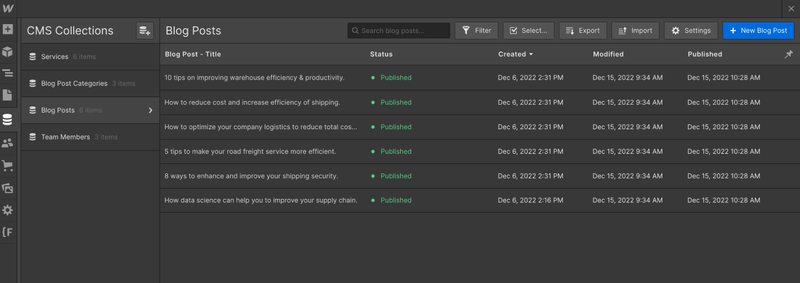 CMS Collections
Services 6 items
Blog Post Categories 3 items
Blog Posts 6 items
Team Members 3 items
Blog Posts
Search blog posts...
Filter
Select...
Export
Import
Settings
+ New Blog Post
Blog Post - Title Status Created Modified Published
10 tips on improving warehouse efficiency & productivity. Published Dec 6, 2022 2:31 PM Dec 15, 2022 9:34 AM Dec 15, 2022 10:28 AM
How to reduce cost and increase efficiency of shipping. Published Dec 6, 2022 2:31 PM Dec 15, 2022 9:34 AM Dec 15, 2022 10:28 AM
How to optimize your company logistics to reduce total cos... Published Dec 6, 2022 2:31 PM Dec 15, 2022 9:34 AM Dec 15, 2022 10:28 AM
5 tips to make your road freight service more efficient. Published Dec 6, 2022 2:31 PM Dec 15, 2022 9:34 AM Dec 15, 2022 10:28 AM
8 ways to enhance and improve your shipping security. Published Dec 6, 2022 2:31 PM Dec 15, 2022 9:34 AM Dec 15, 2022 10:28 AM
How data science can help you to improve your supply chain. Published Dec 6, 2022 2:16 PM Dec 15, 2022 9:34 AM Dec 15, 2022 10:28 AM